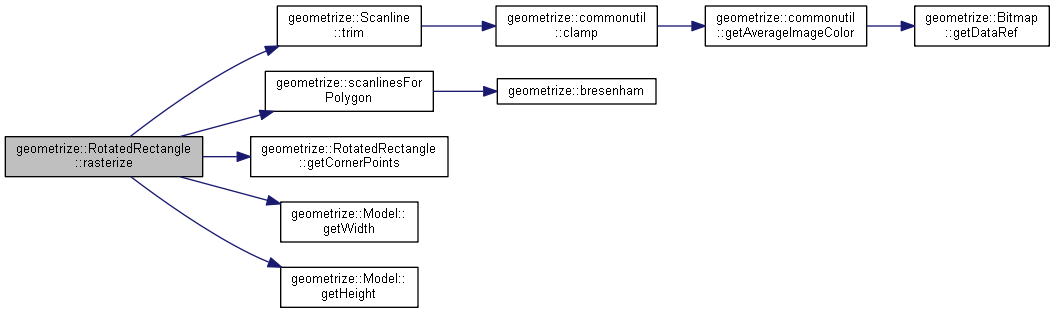 geometrize::RotatedRectangle
::rasterize
geometrize::Scanline
::trim
geometrize::commonutil
::clamp
geometrize::commonutil
::getAverageImageColor
geometrize::Bitmap
::getDataRef
geometrize::scanlinesFor
Polygon
geometrize::bresenham
geometrize::RotatedRectangle
::getCornerPoints
geometrize::Model::
getWidth
geometrize::Model::
getHeight